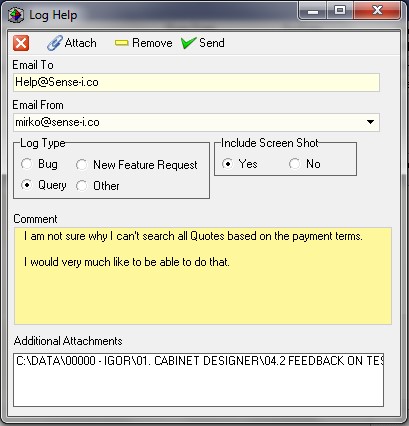 Log Help
Attach Remove Send
Email To
Help@Sense-i.co
Email From
mirko@sense-i.co
Log Type Include Screen Shot
Bug New Feature Request Yes No
Query Other
Comment
I am not sure why I can't search all Quotes based on the payment terms.
I would very much like to be able to do that.
Additional Attachments
C:\DATA\00000 - IGOR\01. CABINET DESIGNER\04.2 FEEDBACK ON TES